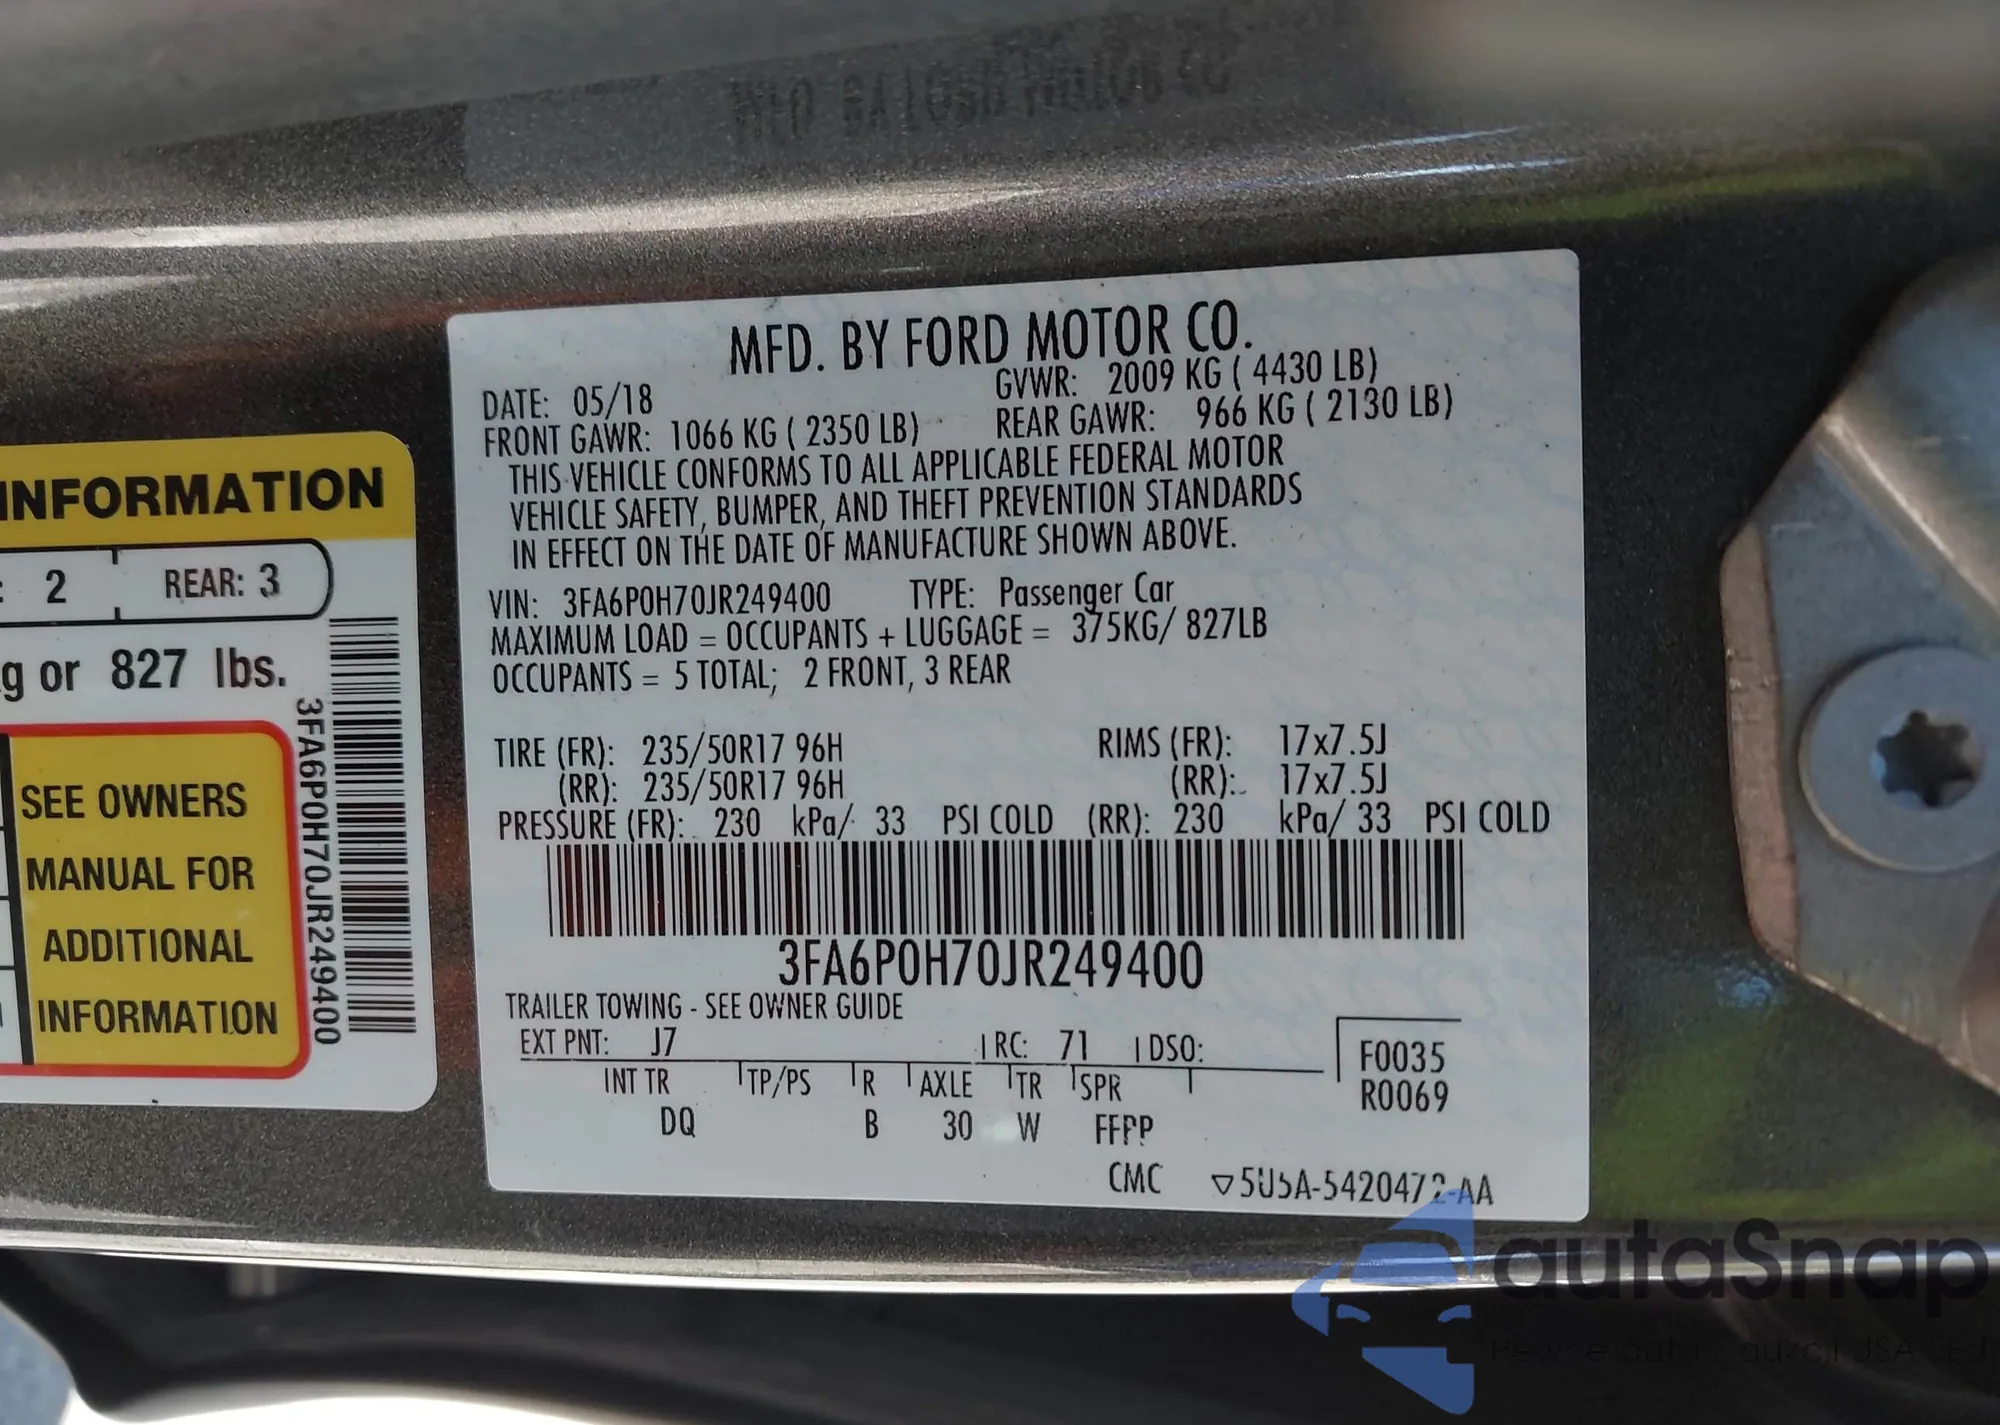 INFORMATION
2 REAR: 3
g or 827 lbs.
SEE OWNERS
MANUAL FOR
ADDITIONAL
INFORMATION
3FA6P0H70JR249400
MFD. BY FORD MOTOR CO.
DATE: 05/18 GVWR: 2009 KG ( 4430 LB)
FRONT GAWR: 1066 KG ( 2350 LB) REAR GAWR: 966 KG ( 2130 LB)
THIS VEHICLE CONFORMS TO ALL APPLICABLE FEDERAL MOTOR
VEHICLE SAFETY, BUMPER, AND THEFT PREVENTION STANDARDS
IN EFFECT ON THE DATE OF MANUFACTURE SHOWN ABOVE.
VIN: 3FA6P0H70JR249400 TYPE: Passenger Car
MAXIMUM LOAD = OCCUPANTS + LUGGAGE = 375KG/ 827LB
OCCUPANTS = 5 TOTAL; 2 FRONT, 3 REAR
TIRE (FR): 235/50R17 96H RIMS (FR): 17x7.5J
(RR): 235/50R17 96H (RR): 17x7.5J
PRESSURE (FR): 230 kPa/ 33 PSI COLD (RR): 230 kPa/ 33 PSI COLD
3FA6P0H70JR249400
TRAILER TOWING - SEE OWNER GUIDE
EXT PNT: J7 RC: 71 DSO:
F0035
R0069
INT TR TP/PS R AXLE TR SPR
DQ B 30 W FFPP
CMC ▽5U5A-5420472-AA
autaSnap